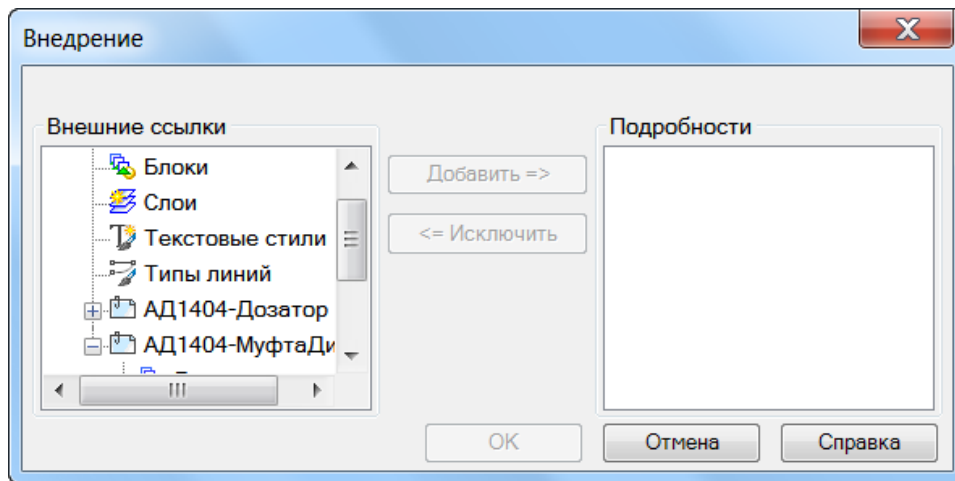 Внедрение
Внешние ссылки
Блоки
Слои
Текстовые стили
Типы линий
АД1404-Дозатор
АД1404-МуфтаДи
Добавить =>
<= Исключить
Подробности
OK
Отмена
Справка